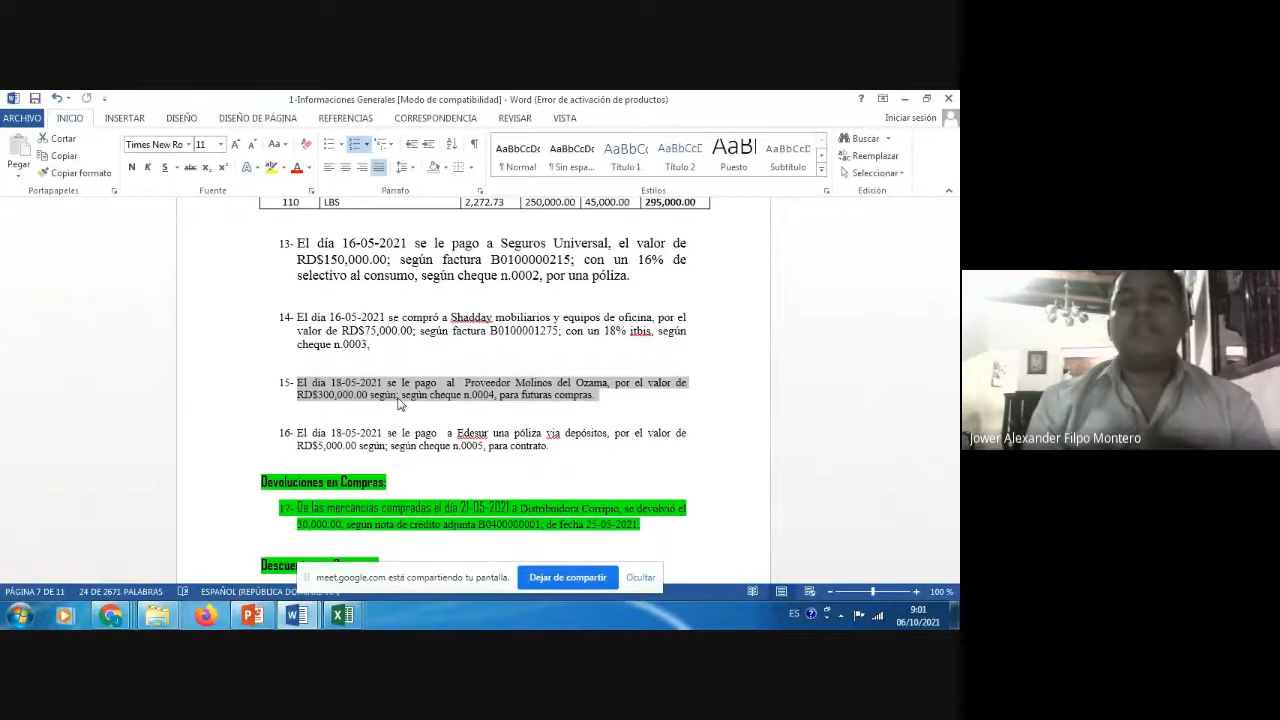 1-Informaciones Generales [Modo de compatibilidad] - Word (Error de activación de productos)
ARCHIVO INICIO INSERTAR DISEÑO DISEÑO DE PÁGINA REFERENCIAS CORRESPONDENCIA REVISAR VISTA Iniciar sesión
Pegar
Cortar
Copiar
Copiar formato
Portapapeles
Times New Ro 11
N K S abc x₂ x²
Fuente
Párrafo
AaBbCcDc AaBbCcDc AaBbCc AaBbCcC AaB AaBbCcD
¶ Normal ¶ Sin espa... Título 1 Título 2 Puesto Subtítulo
Estilos
Buscar
Reemplazar
Seleccionar
Edición
110 LBS 2,272.73 250,000.00 45,000.00 295,000.00
13- El día 16-05-2021 se le pago a Seguros Universal, el valor de
RD$150,000.00; según factura B0100000215; con un 16% de
selectivo al consumo, según cheque n.0002, por una póliza.
14- El día 16-05-2021 se compró a Shadday mobiliarios y equipos de oficina, por el
valor de RD$75,000.00; según factura B0100001275; con un 18% itbis, según
cheque n.0003,
15- El día 18-05-2021 se le pago al Proveedor Molinos del Ozama, por el valor de
RD$300,000.00 según; según cheque n.0004, para futuras compras.
16- El día 18-05-2021 se le pago a Edesur una póliza via depósitos, por el valor de
RD$5,000.00 según; según cheque n.0005, para contrato.
Devoluciones en Compras:
17- De las mercancías compradas el día 21-05-2021 a Distribuidora Corripio, se devolvió el
30,000.00, según nota de crédito adjunta B0400000001; de fecha 25-05-2021.
meet.google.com está compartiendo tu pantalla. Dejar de compartir Ocultar
PÁGINA 7 DE 11 24 DE 2671 PALABRAS ESPAÑOL (REPÚBLICA 100 %
ES 9:01
06/10/2021
Jower Alexander Filpo Montero